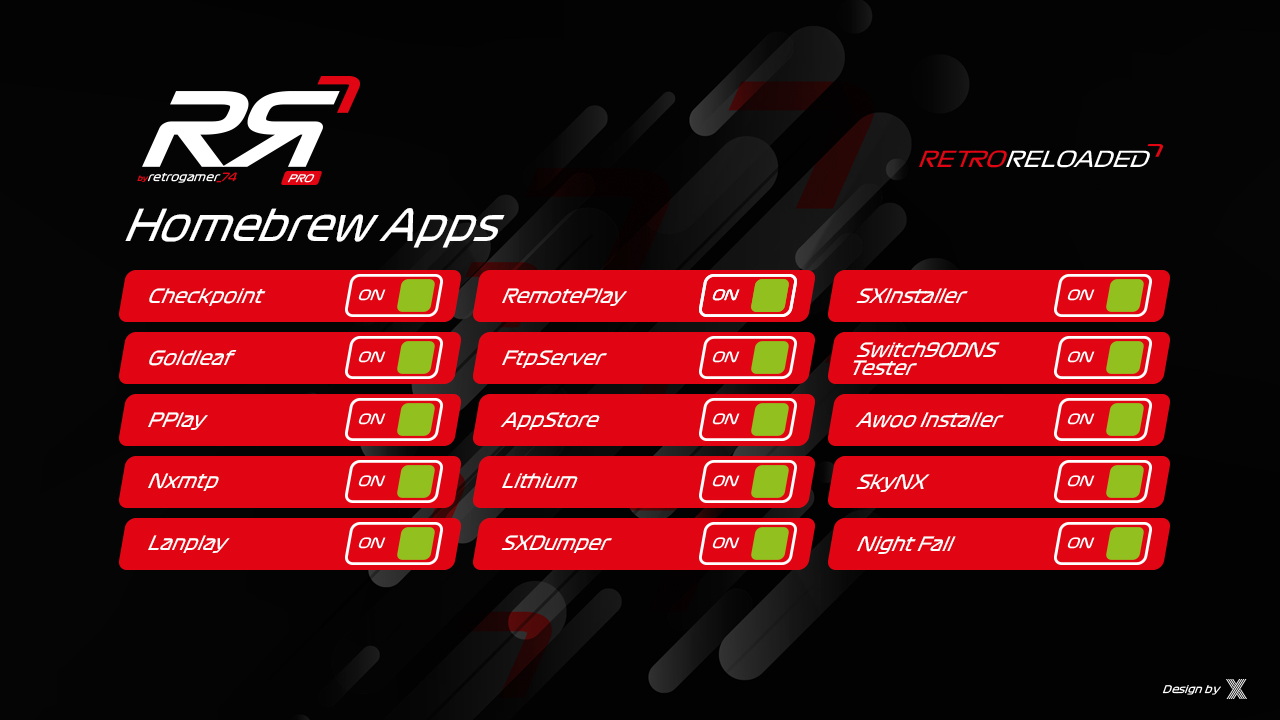 RR
by retrogamer_74
PRO
RETRORELOADED
Homebrew Apps
Checkpoint ON
RemotePlay ON
SXInstaller ON
Goldleaf ON
FtpServer ON
Switch90DNS
Tester ON
PPlay ON
AppStore ON
Awoo Installer ON
Nxmtp ON
Lithium ON
SkyNX ON
Lanplay ON
SXDumper ON
Night Fall ON
Design by X